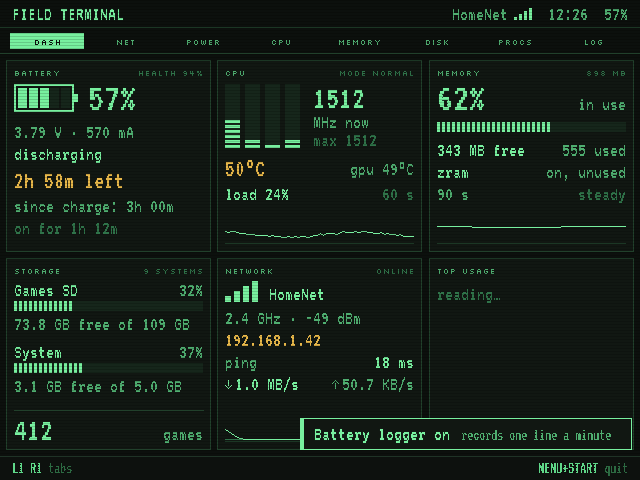 FIELD TERMINAL
HomeNet 12:26 57%
DASH NET POWER CPU MEMORY DISK PROCS LOG
BATTERY HEALTH 94%
57%
3.79 V · 570 mA
discharging
2h 58m left
since charge: 3h 00m
on for 1h 12m
CPU MODE NORMAL
1512
MHz now
max 1512
50°C gpu 49°C
load 24% 60 s
MEMORY 898 MB
62% in use
343 MB free 555 used
zram on, unused
90 s steady
STORAGE 9 SYSTEMS
Games SD 32%
73.8 GB free of 109 GB
System 37%
3.1 GB free of 5.0 GB
412 games
NETWORK ONLINE
HomeNet
2.4 GHz · -49 dBm
192.168.1.42
ping 18 ms
↓1.0 MB/s ↑50.7 KB/s
TOP USAGE
reading…
Battery logger on records one line a minute
L1 R1 tabs
MENU+START quit